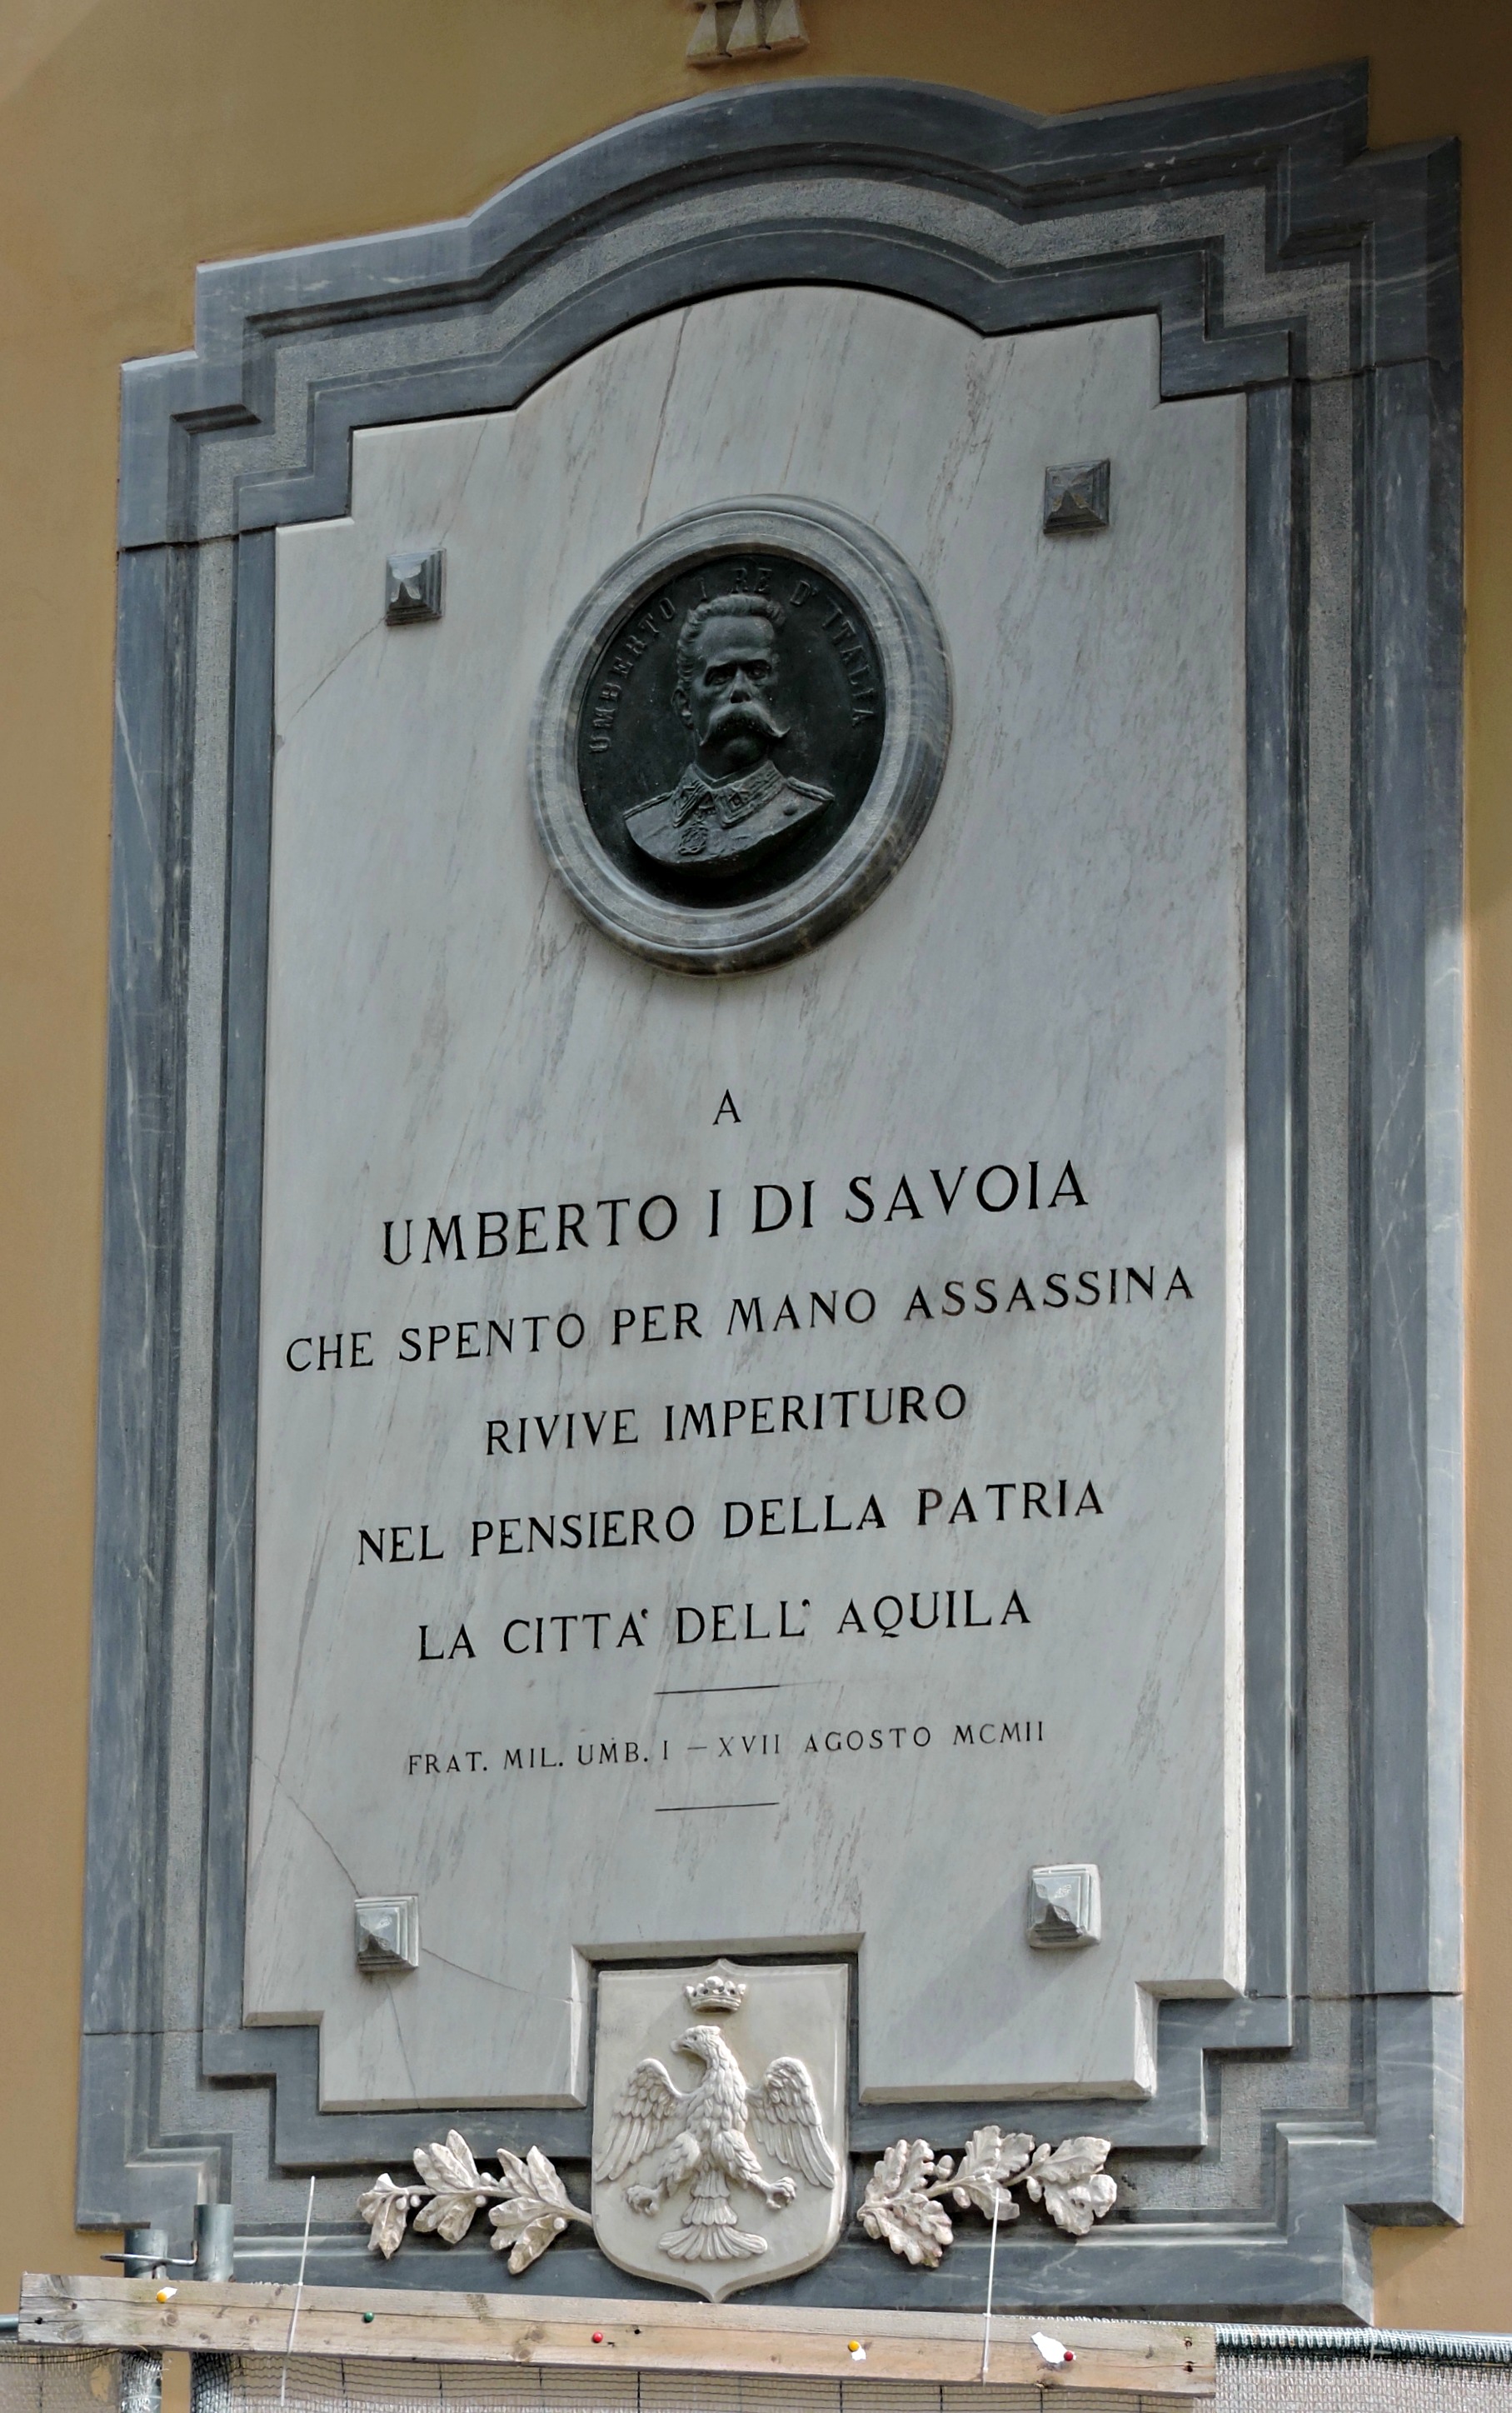 UMBERTO I RE D'ITALIA
A
UMBERTO I DI SAVOIA
CHE SPENTO PER MANO ASSASSINA
RIVIVE IMPERITURO
NEL PENSIERO DELLA PATRIA
LA CITTA' DELL' AQUILA
FRAT. MIL. UMB. I — XVII AGOSTO MCMII